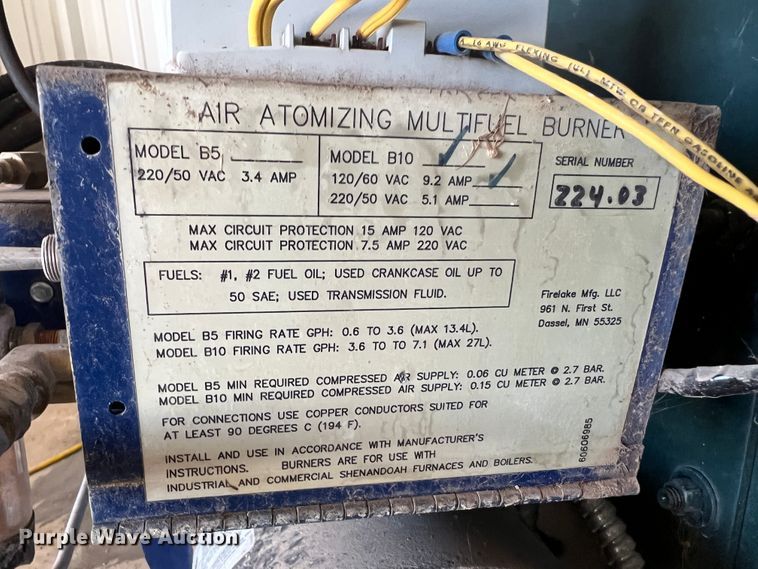 16 AWG FLEXING (UL) MTW OR TFFN GASOLINE A
AIR ATOMIZING MULTIFUEL BURNER
MODEL B5
220/50 VAC 3.4 AMP
MODEL B10
120/60 VAC 9.2 AMP
220/50 VAC 5.1 AMP
SERIAL NUMBER
224.03
MAX CIRCUIT PROTECTION 15 AMP 120 VAC
MAX CIRCUIT PROTECTION 7.5 AMP 220 VAC
FUELS: #1, #2 FUEL OIL; USED CRANKCASE OIL UP TO
50 SAE; USED TRANSMISSION FLUID.
Firelake Mfg. LLC
961 N. First St.
Dassel, MN 55325
MODEL B5 FIRING RATE GPH: 0.6 TO 3.6 (MAX 13.4L).
MODEL B10 FIRING RATE GPH: 3.6 TO TO 7.1 (MAX 27L).
MODEL B5 MIN REQUIRED COMPRESSED AIR SUPPLY: 0.06 CU METER @ 2.7 BAR.
MODEL B10 MIN REQUIRED COMPRESSED AIR SUPPLY: 0.15 CU METER @ 2.7 BAR.
FOR CONNECTIONS USE COPPER CONDUCTORS SUITED FOR
AT LEAST 90 DEGREES C (194 F).
INSTALL AND USE IN ACCORDANCE WITH MANUFACTURER'S
INSTRUCTIONS. BURNERS ARE FOR USE WITH
INDUSTRIAL AND COMMERCIAL SHENANDOAH FURNACES AND BOILERS.
60606985
Purple Wave Auction